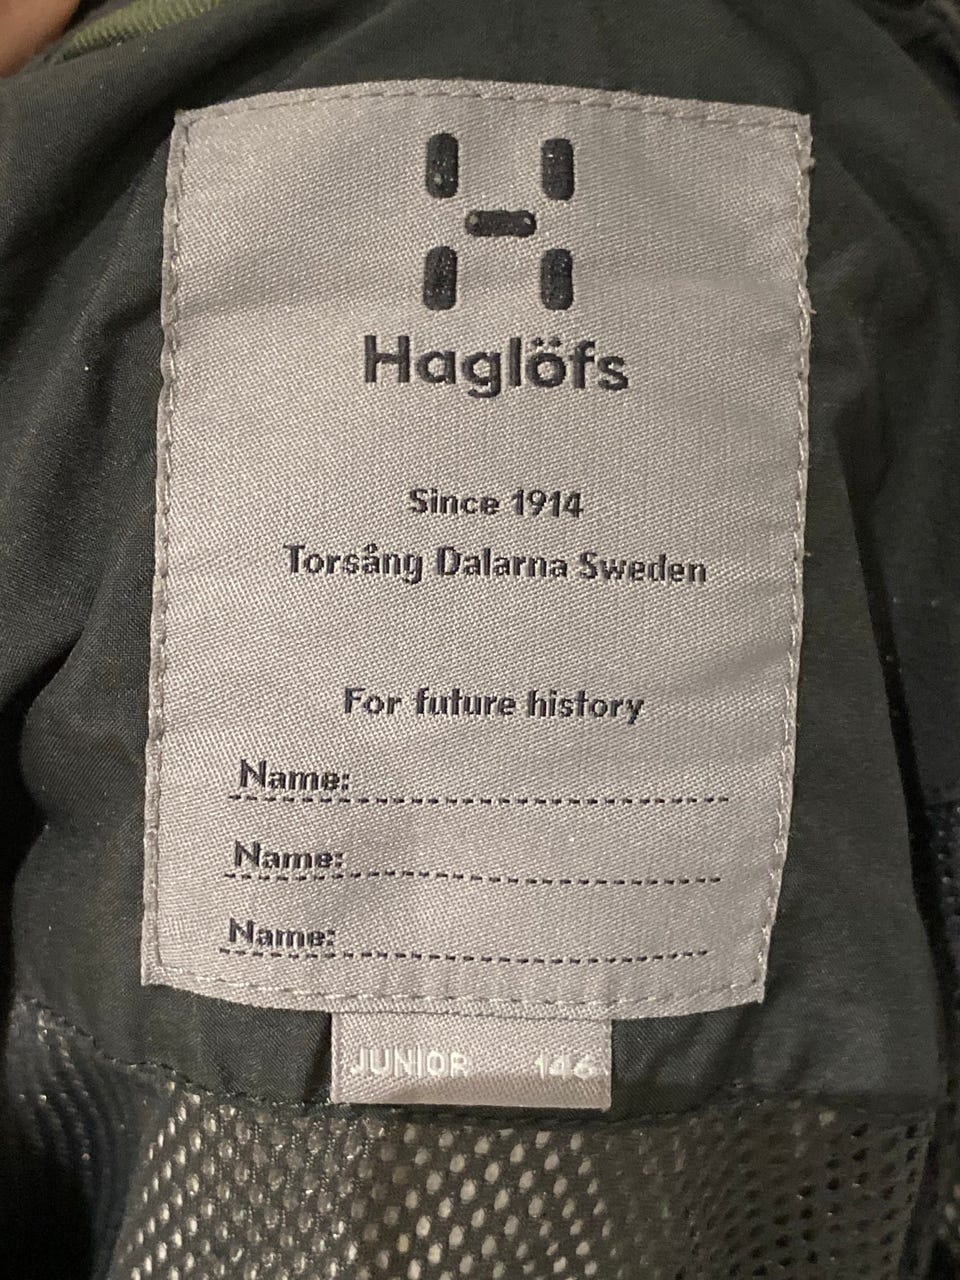 Haglöfs
Since 1914
Torsång Dalarna Sweden
For future history
Name:
Name:
Name:
JUNIOR 146